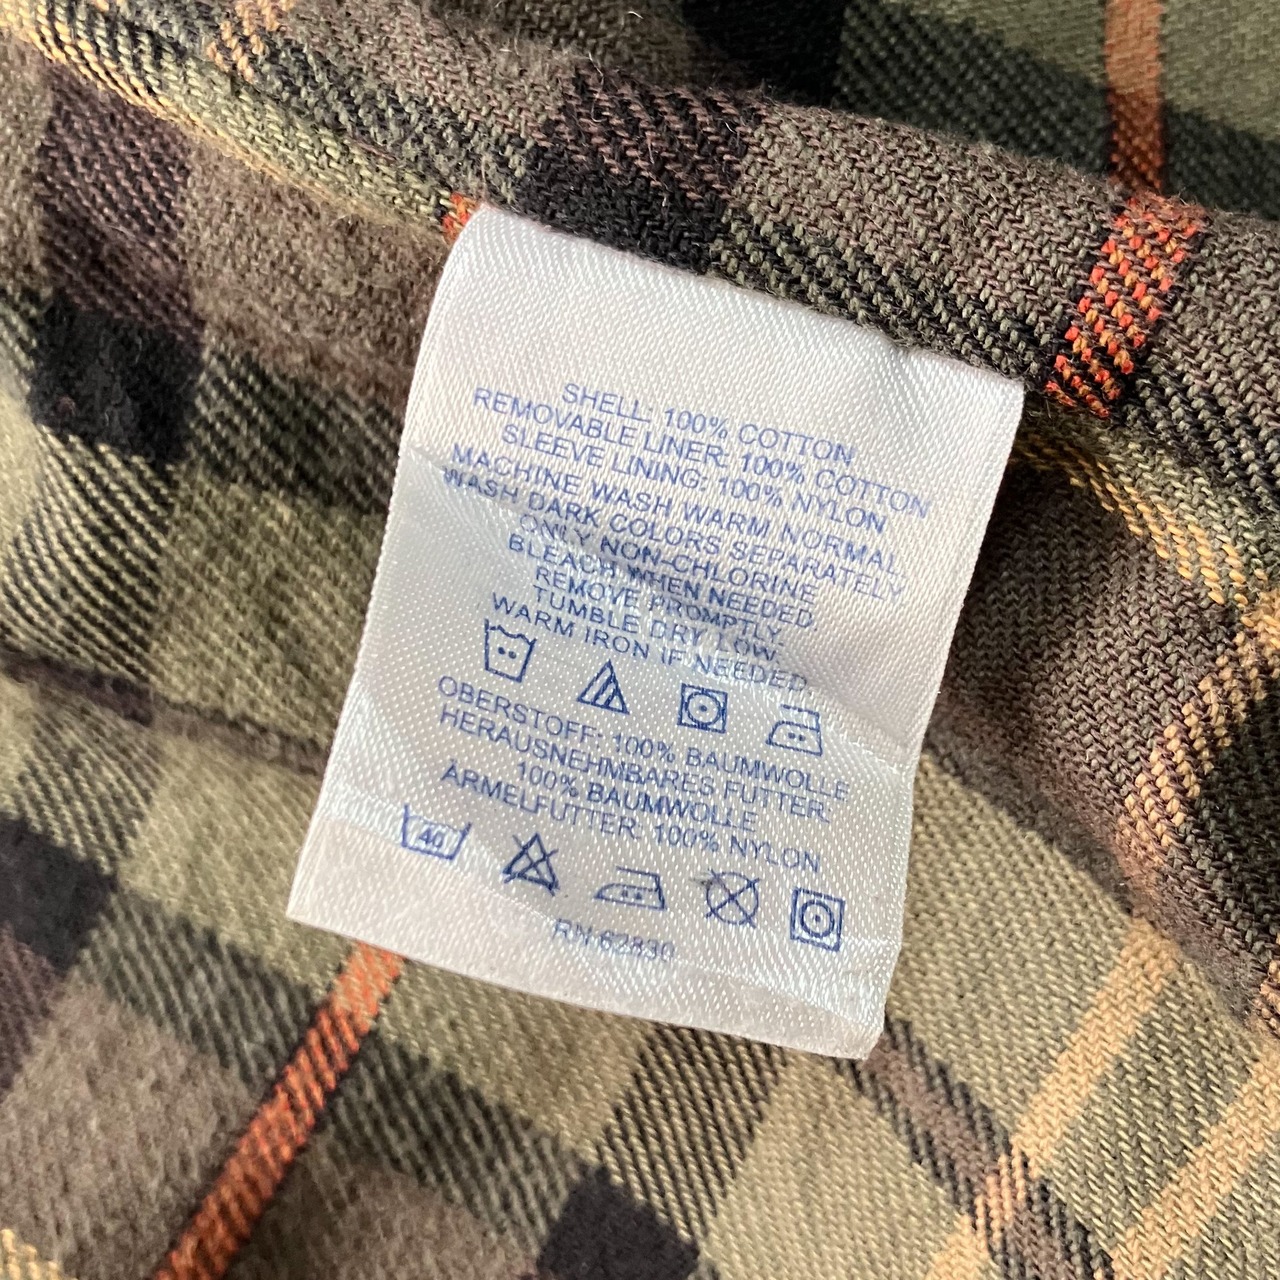 SHELL: 100% COTTON
REMOVABLE LINER: 100% COTTON
SLEEVE LINING: 100% NYLON
MACHINE WASH WARM NORMAL
WASH DARK COLORS SEPARATELY
ONLY NON-CHLORINE
BLEACH WHEN NEEDED.
REMOVE PROMPTLY.
TUMBLE DRY LOW.
WARM IRON IF NEEDED.
OBERSTOFF: 100% BAUMWOLLE
HERAUSNEHMBARES FUTTER:
100% BAUMWOLLE
ÄRMELFUTTER: 100% NYLON
40
RN 62830